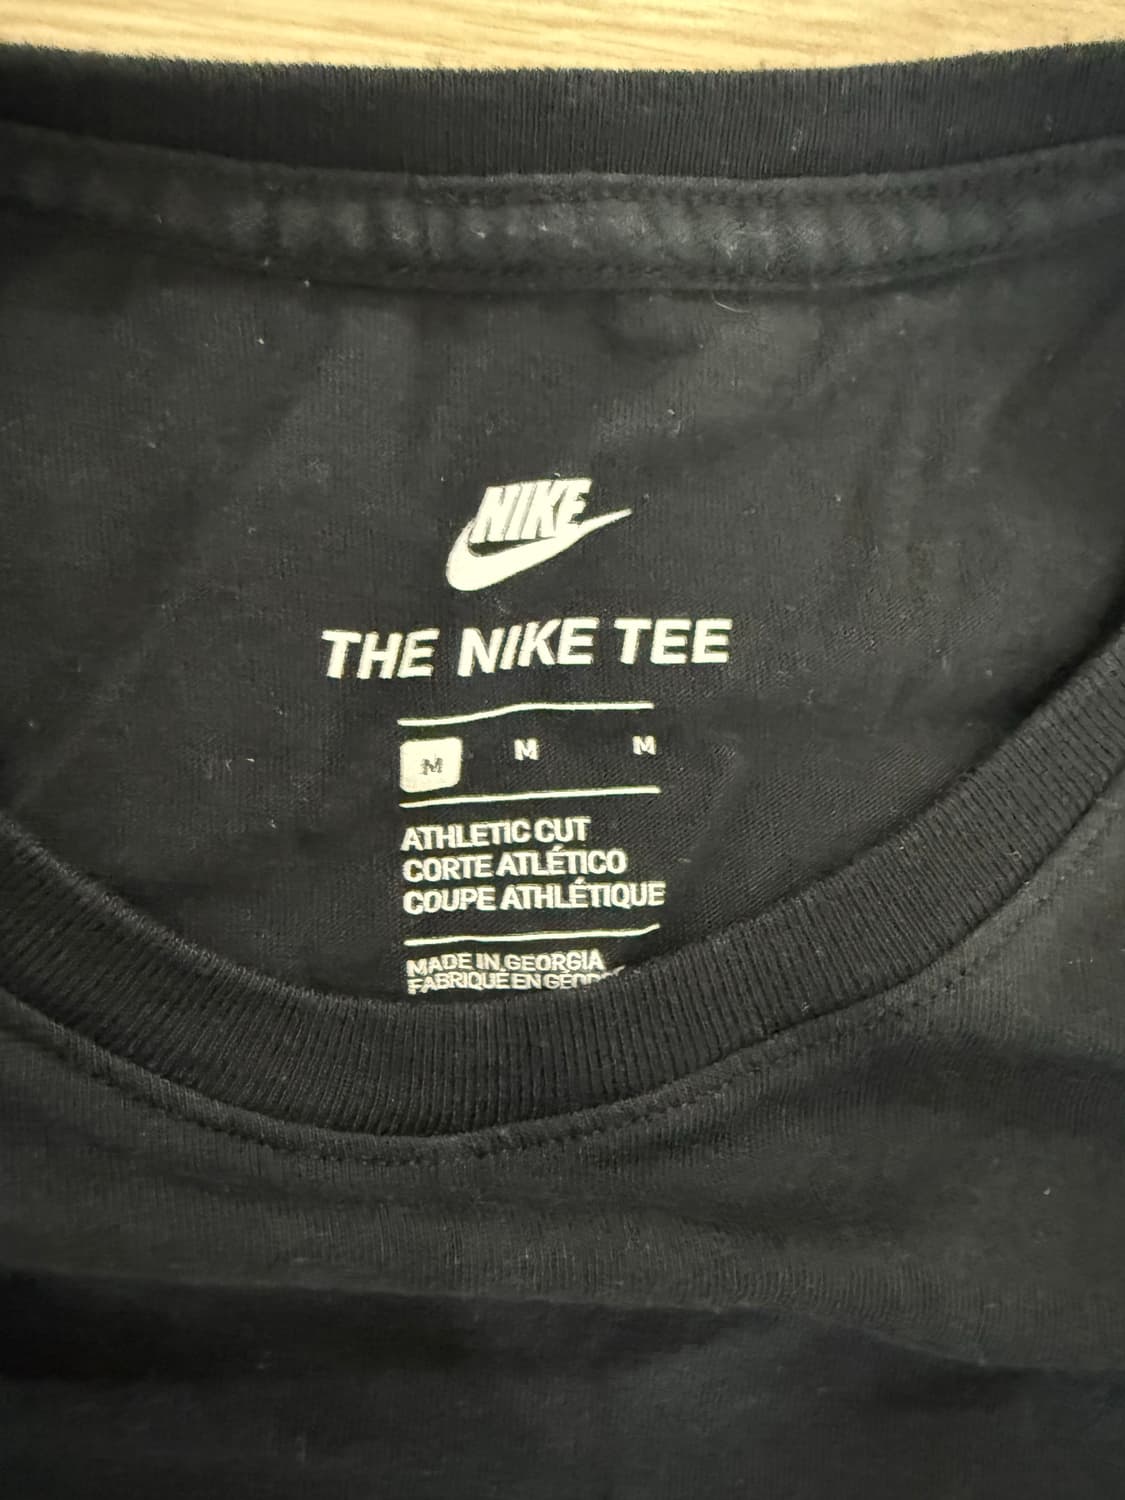 NIKE
THE NIKE TEE
M M M
ATHLETIC CUT
CORTE ATLÉTICO
COUPE ATHLÉTIQUE
MADE IN GEORGIA
FABRIQUÉ EN